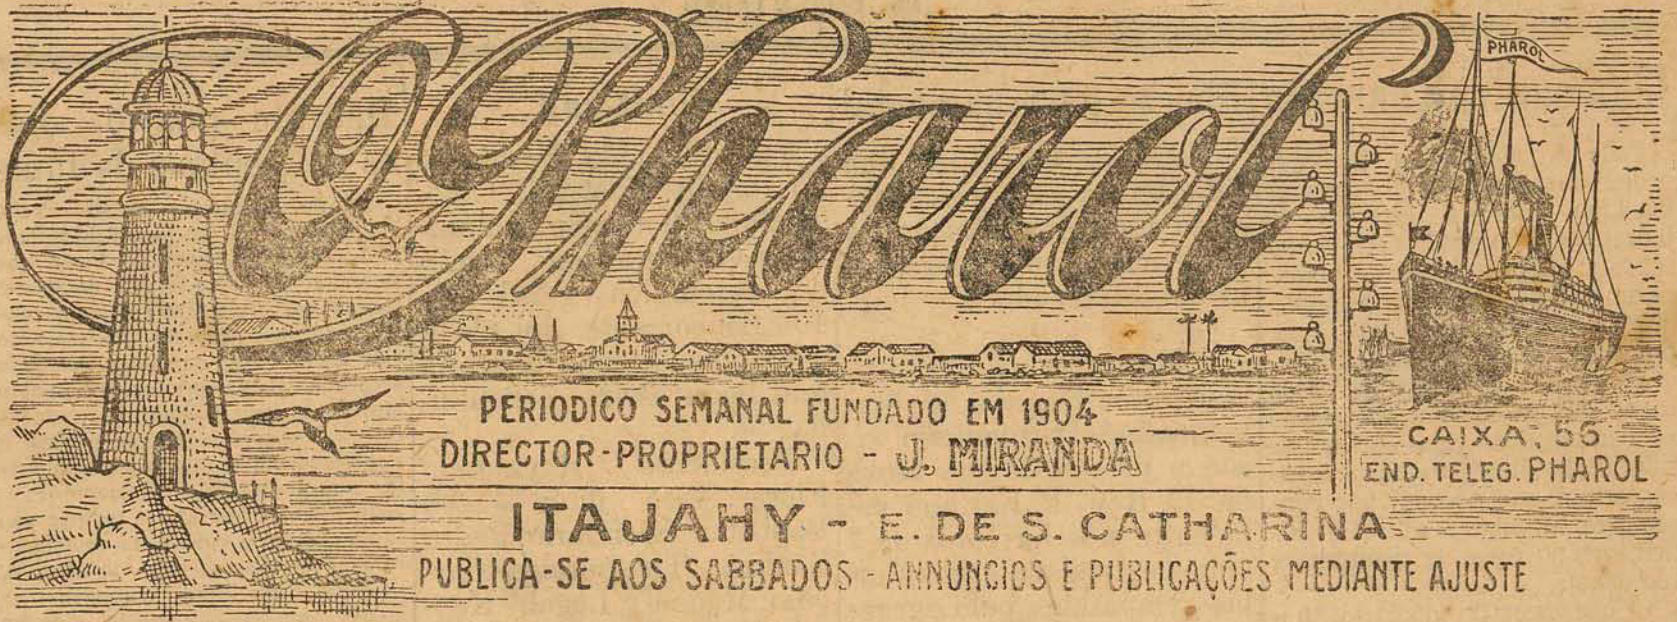 O Pharol
PHAROL
PERIODICO SEMANAL FUNDADO EM 1904
DIRECTOR-PROPRIETARIO - J. MIRANDA
CAIXA, 56
END. TELEG. PHAROL
ITAJAHY - E. DE S. CATHARINA
PUBLICA-SE AOS SABBADOS - ANNUNCIOS E PUBLICAÇÕES MEDIANTE AJUSTE